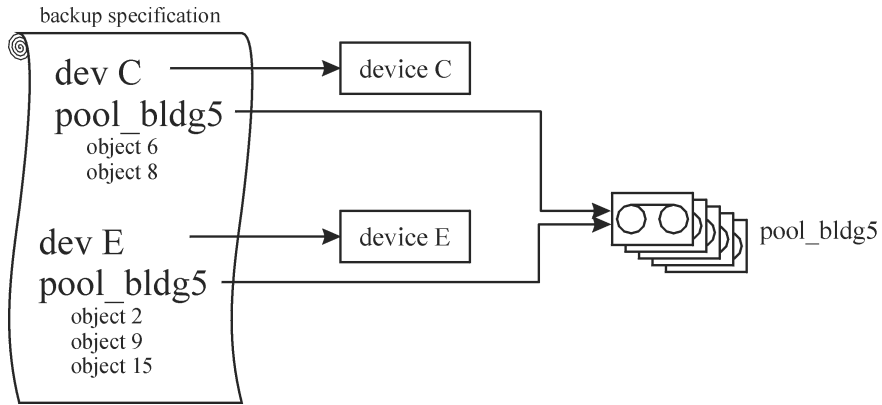 backup specification
dev C
pool_bldg5
object 6
object 8
dev E
pool_bldg5
object 2
object 9
object 15
device C
device E
pool_bldg5